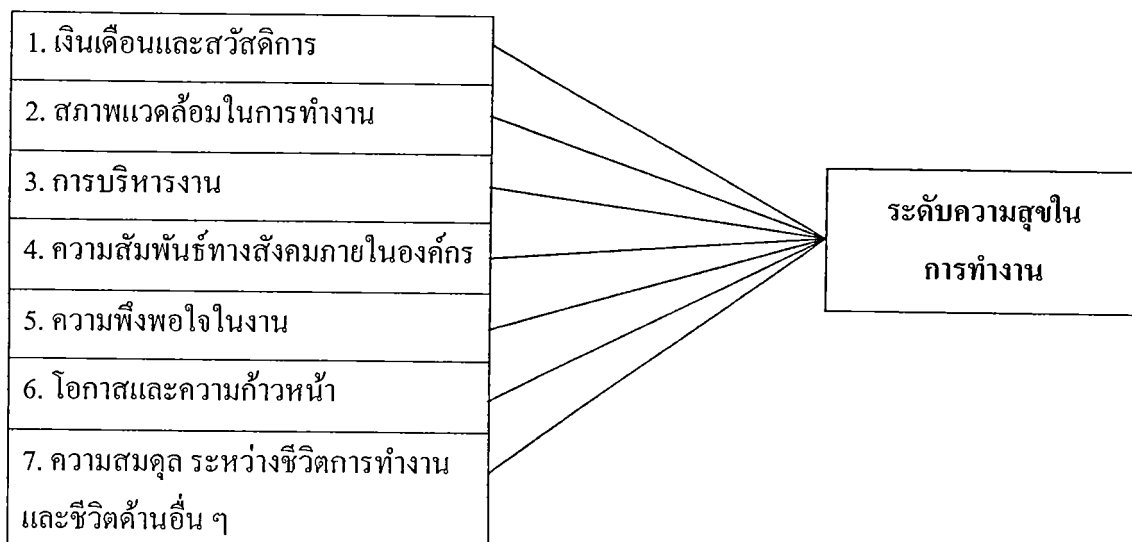 1. เงินเดือนและสวัสดิการ
2. สภาพแวดล้อมในการทำงาน
3. การบริหารงาน
4. ความสัมพันธ์ทางสังคมภายในองค์กร
5. ความพึงพอใจในงาน
6. โอกาสและความก้าวหน้า
7. ความสมดุล ระหว่างชีวิตการทำงาน
และชีวิตด้านอื่น ๆ
ระดับความสุขใน
การทำงาน